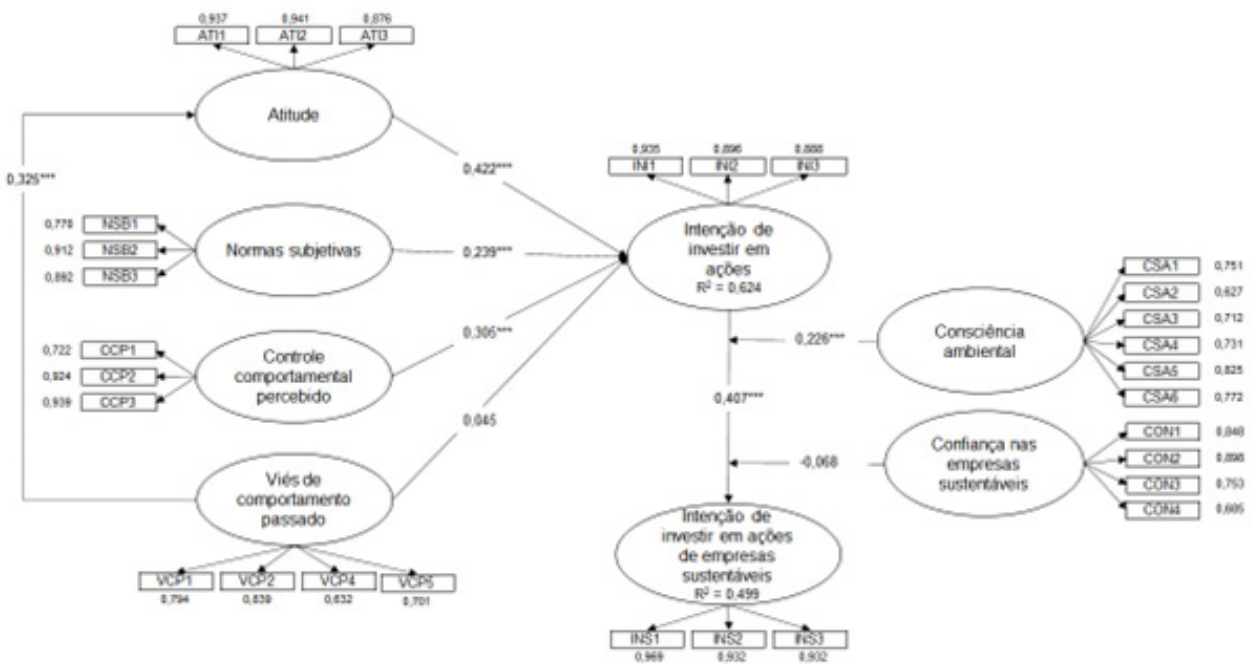 0,937 0,941 0,876
ATI1 ATI2 ATI3
Atitude
0,325***
0,422***
0,935 0,896 0,888
INI1 INI2 INI3
0,770 NSB1
0,912 NSB2
0,892 NSB3
Normas subjetivas
0,239***
Intenção de
investir em
ações
R² = 0,624
0,722 CCP1
0,924 CCP2
0,939 CCP3
Controle
comportamental
percebido
0,305***
0,226***
Consciência
ambiental
CSA1 0,751
CSA2 0,627
CSA3 0,712
CSA4 0,731
CSA5 0,825
CSA6 0,772
0,407***
0,045
-0,068
Confiança nas
empresas
sustentáveis
CON1 0,848
CON2 0,898
CON3 0,753
CON4 0,685
Viés de
comportamento
passado
VCP1 VCP2 VCP4 VCP5
0,794 0,839 0,632 0,701
Intenção de
investir em ações
de empresas
sustentáveis
R² = 0,499
INS1 INS2 INS3
0,969 0,932 0,932